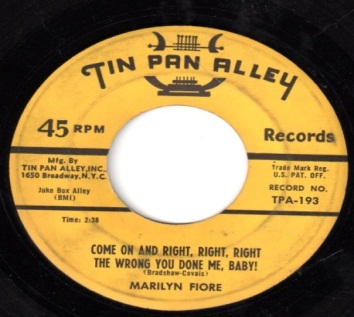 TIN PAN ALLEY
45 RPM
Records
Mfg. By
TIN PAN ALLEY, INC.
1650 Broadway, N.Y.C.
Trade Mark Reg.
U.S. PAT. OFF.
Juke Box Alley
(BMI)
RECORD NO.
TPA-193
Time: 2:38
COME ON AND RIGHT, RIGHT, RIGHT
THE WRONG YOU DONE ME, BABY!
(Bradshaw-Covais)
MARILYN FIORE